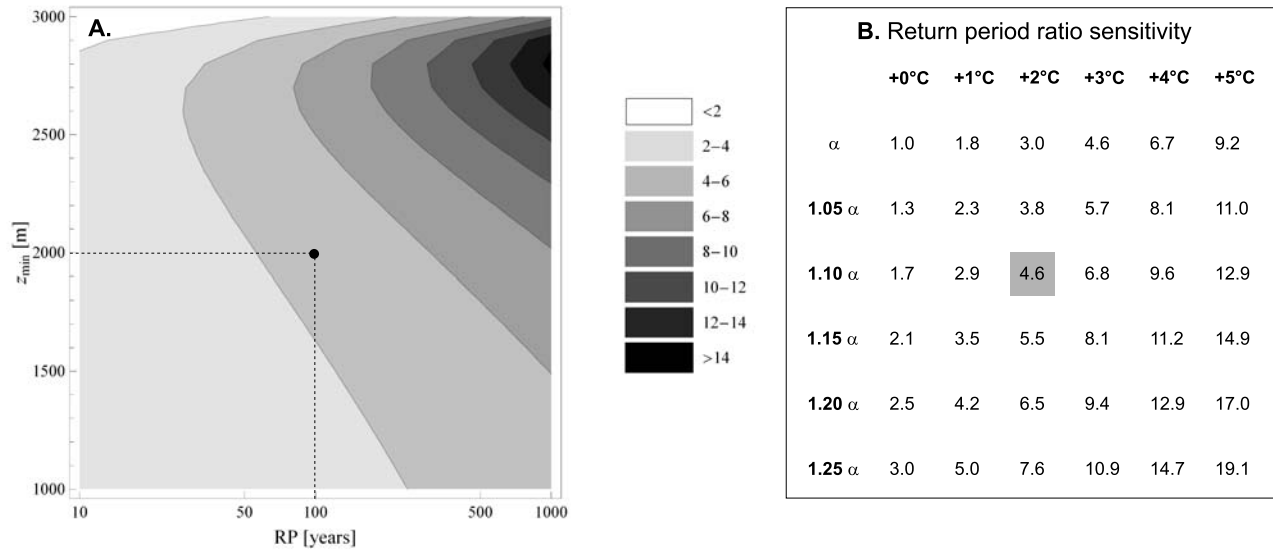 A.
3000
2500
2000
1500
1000
z_min [m]
10 50 100 500 1000
RP [years]
<2
2–4
4–6
6–8
8–10
10–12
12–14
>14
B. Return period ratio sensitivity
+0°C +1°C +2°C +3°C +4°C +5°C
α 1.0 1.8 3.0 4.6 6.7 9.2
1.05 α 1.3 2.3 3.8 5.7 8.1 11.0
1.10 α 1.7 2.9 4.6 6.8 9.6 12.9
1.15 α 2.1 3.5 5.5 8.1 11.2 14.9
1.20 α 2.5 4.2 6.5 9.4 12.9 17.0
1.25 α 3.0 5.0 7.6 10.9 14.7 19.1